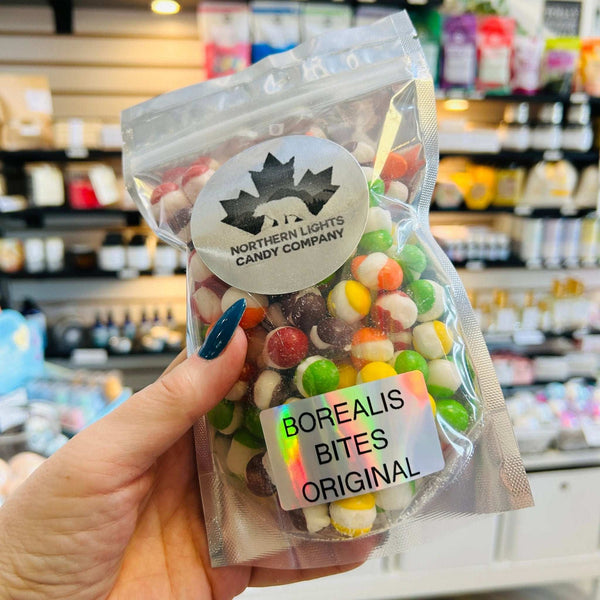 NORTHERN LIGHTS
CANDY COMPANY
BOREALIS
BITES
ORIGINAL